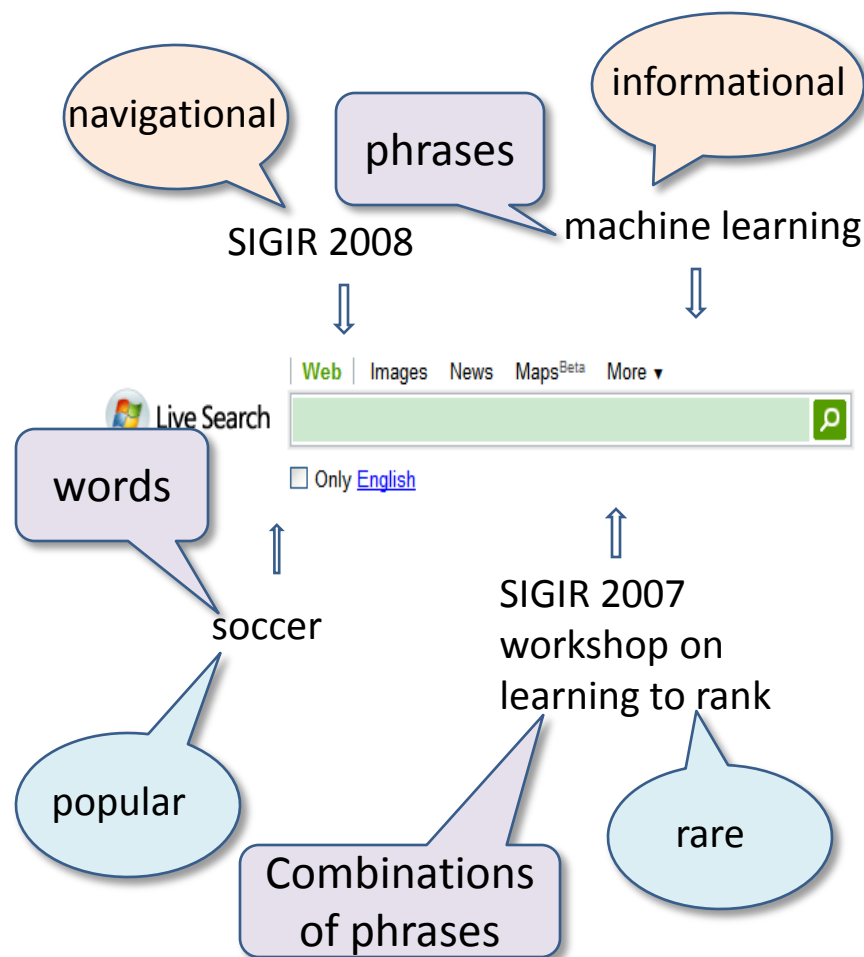 navigational
informational
phrases
SIGIR 2008
machine learning
Web Images News Maps Beta More ▾
Live Search
Only English
words
soccer
SIGIR 2007
workshop on
learning to rank
popular
rare
Combinations
of phrases